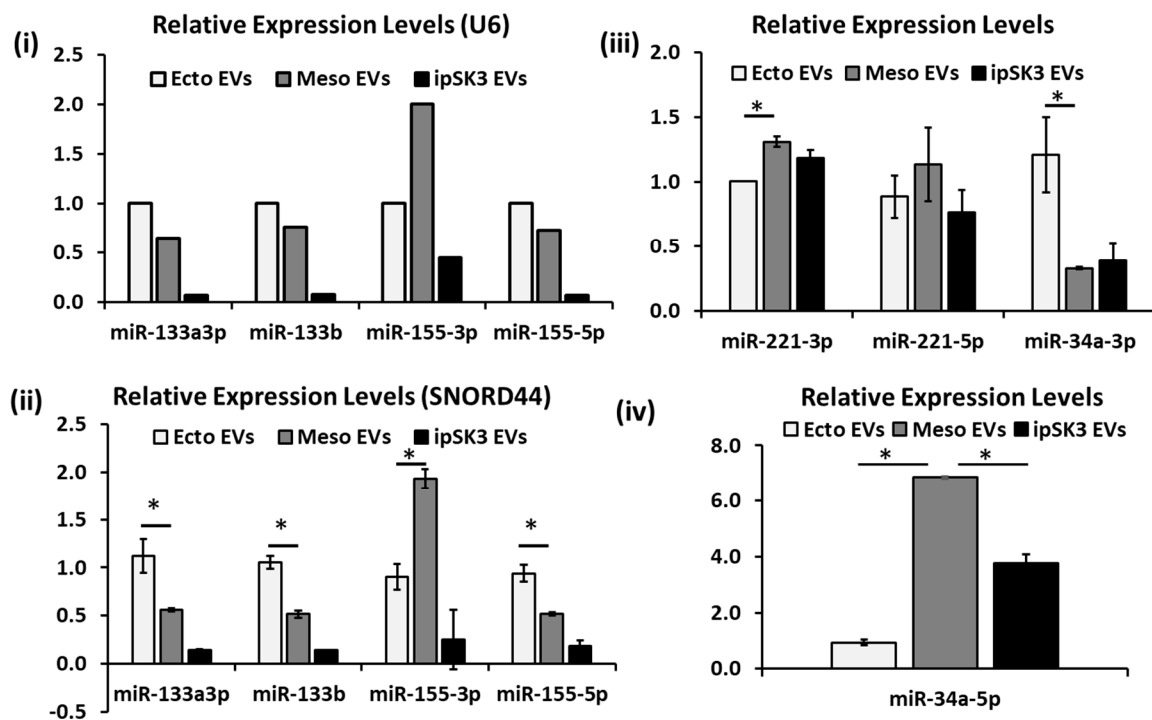 (i)
Relative Expression Levels (U6)
2.5
2.0
1.5
1.0
0.5
0.0
Ecto EVs Meso EVs ipSK3 EVs
miR-133a3p miR-133b miR-155-3p miR-155-5p
(iii)
Relative Expression Levels
2.0
1.5
1.0
0.5
0.0
Ecto EVs Meso EVs ipSK3 EVs
* *
miR-221-3p miR-221-5p miR-34a-3p
(ii)
Relative Expression Levels (SNORD44)
2.5
2.0
1.5
1.0
0.5
0.0
-0.5
Ecto EVs Meso EVs ipSK3 EVs
* * * *
miR-133a3p miR-133b miR-155-3p miR-155-5p
(iv)
Relative Expression Levels
8.0
6.0
4.0
2.0
0.0
Ecto EVs Meso EVs ipSK3 EVs
* *
miR-34a-5p